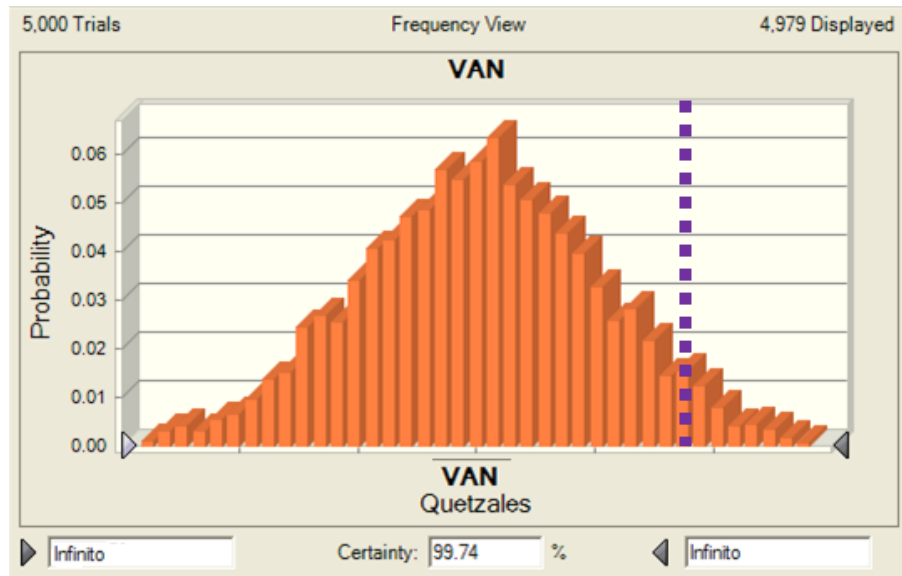 5,000 Trials Frequency View 4,979 Displayed
VAN
Probability
0.06
0.05
0.04
0.03
0.02
0.01
0.00
VAN
Quetzales
Infinito Certainty: 99.74 % Infinito